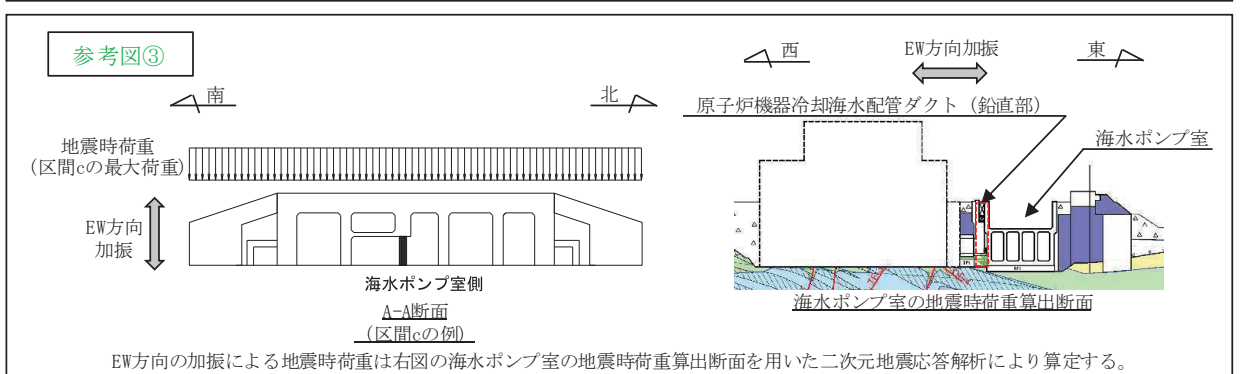 参考図③
南
北
地震時荷重
(区間cの最大荷重)
EW方向
加振
海水ポンプ室側
A-A断面
(区間cの例)
西
EW方向加振
東
原子炉機器冷却海水配管ダクト（鉛直部）
海水ポンプ室
海水ポンプ室の地震時荷重算出断面
EW方向の加振による地震時荷重は右図の海水ポンプ室の地震時荷重算出断面を用いた二次元地震応答解析により算定する。